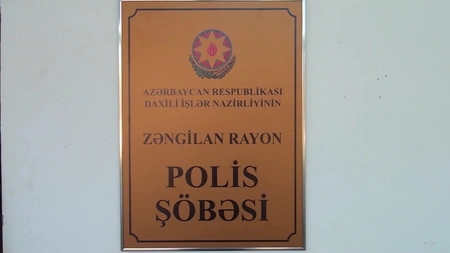 AZƏRBAYCAN RESPUBLİKASI
DAXİLİ İŞLƏR NAZİRLİYİNİN
ZƏNGİLAN RAYON
POLİS
ŞÖBƏSİ